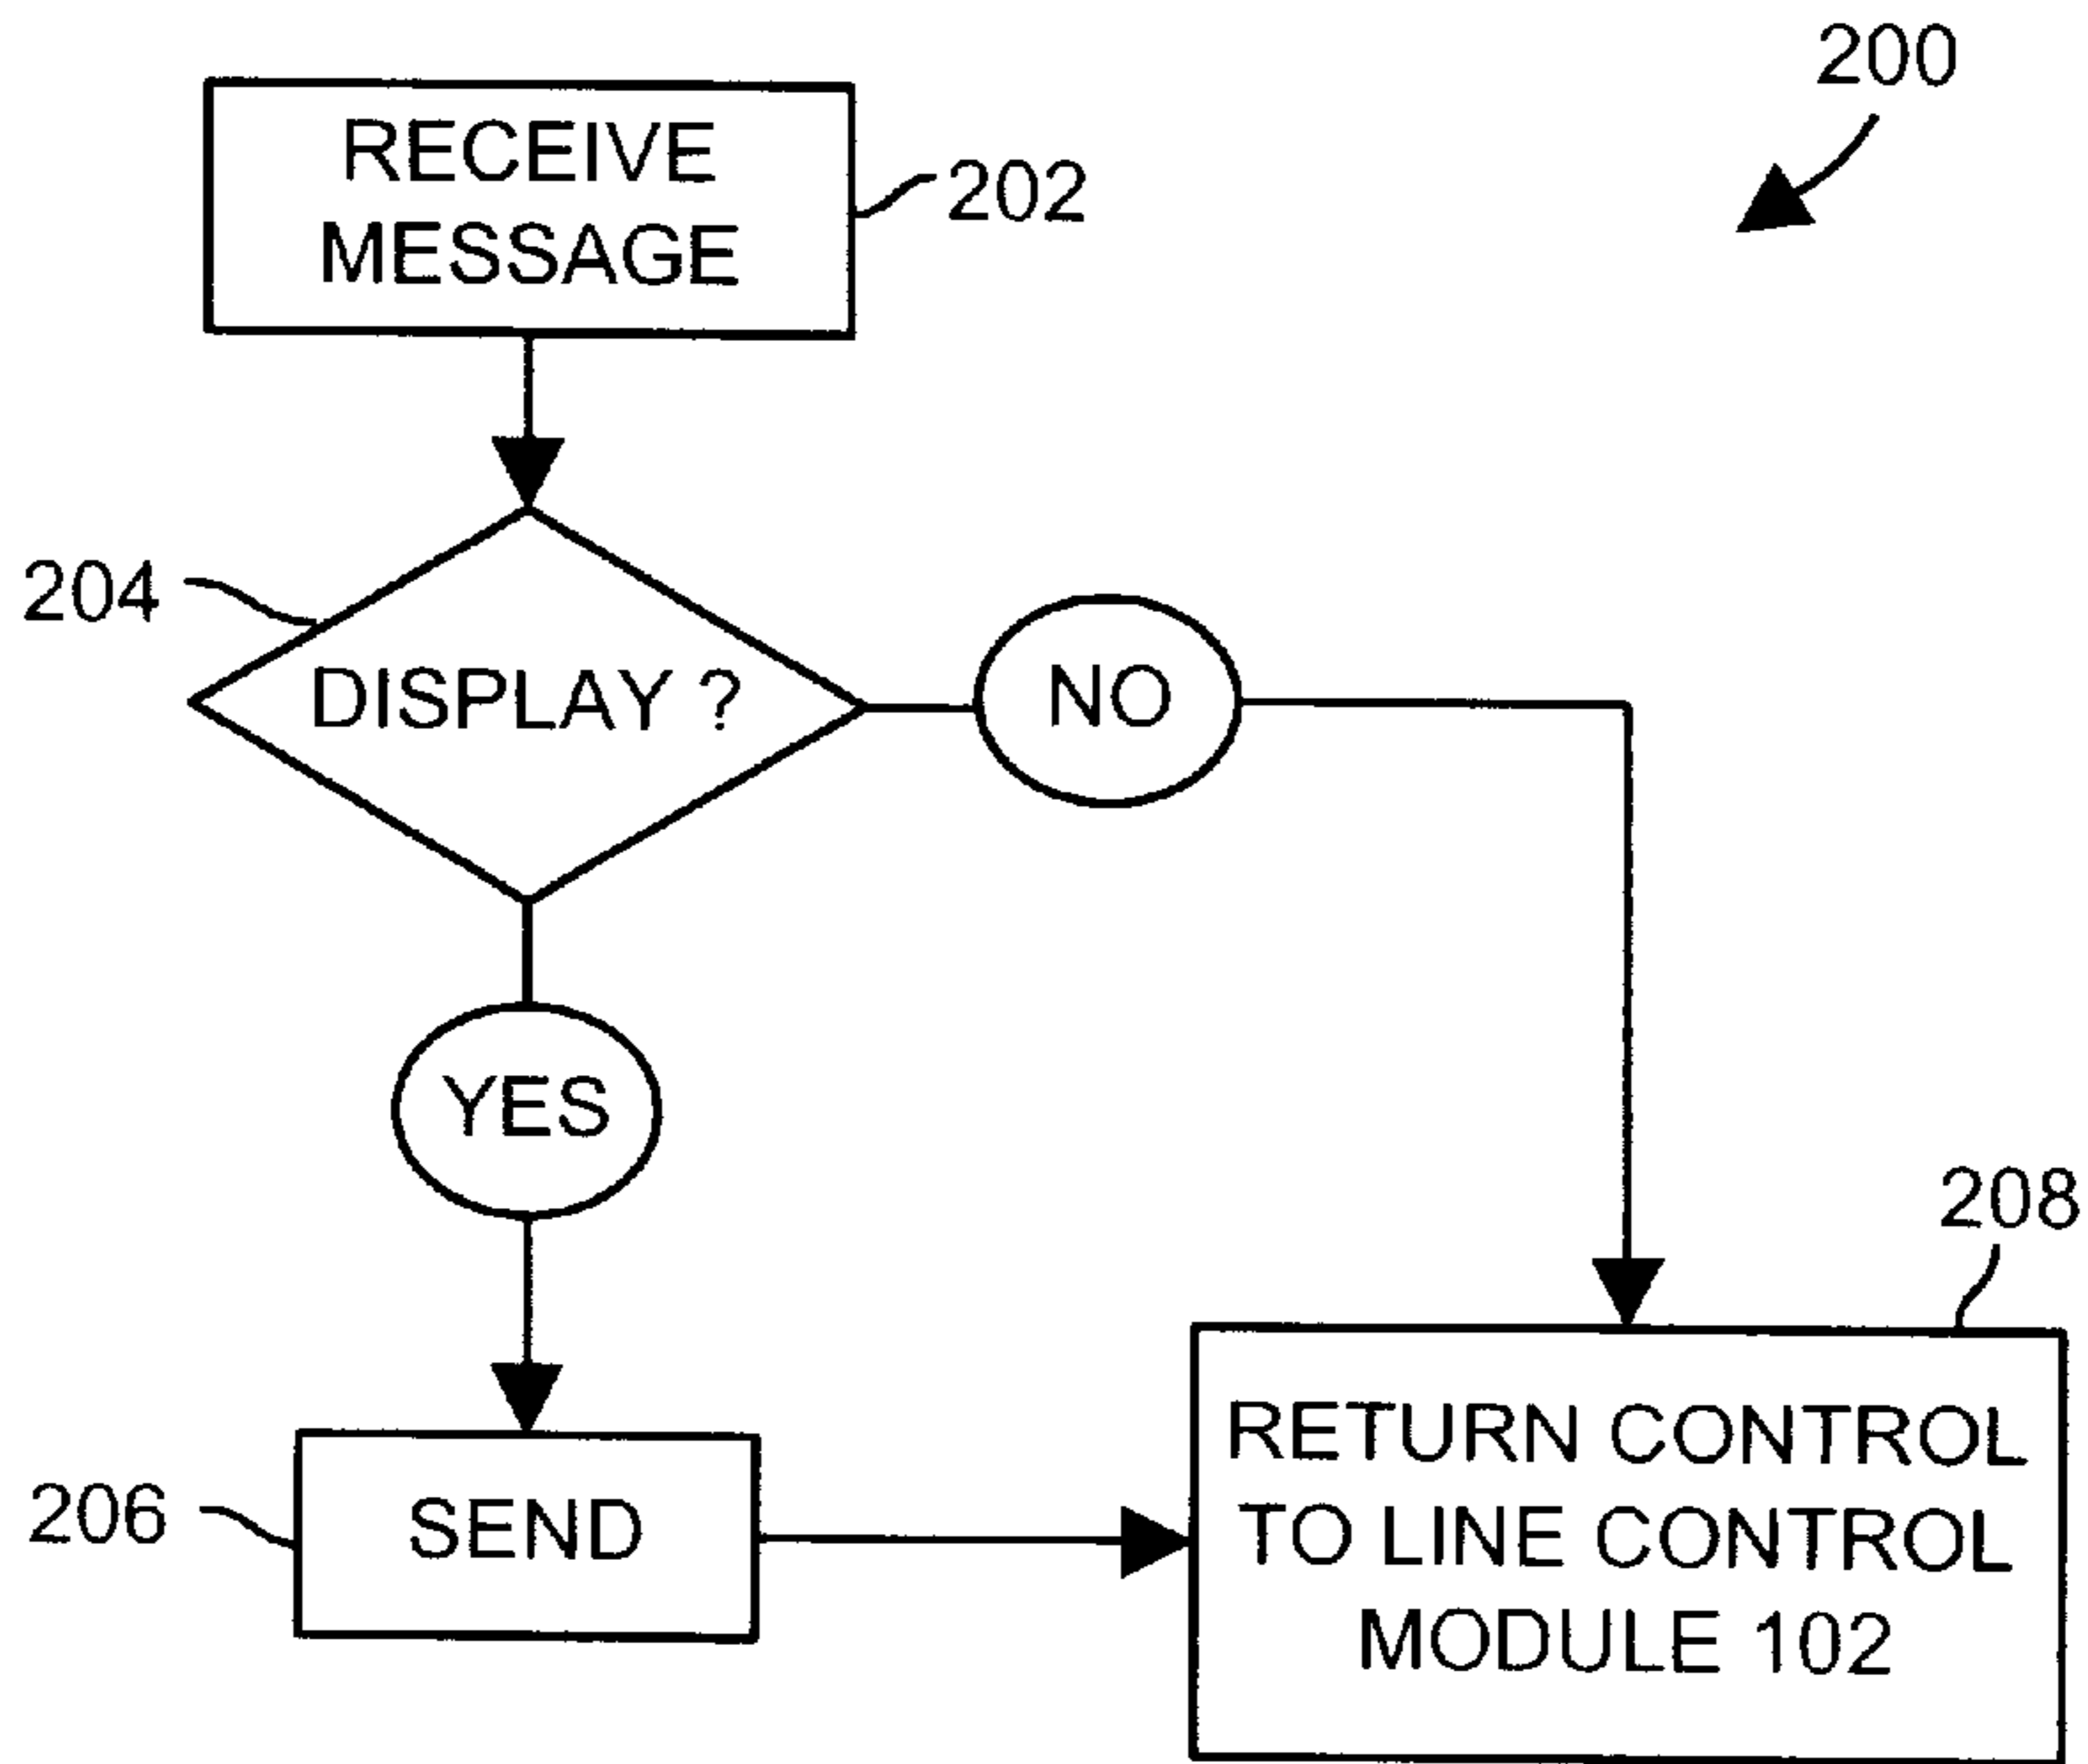 200
RECEIVE
MESSAGE
202
204
DISPLAY ?
NO
YES
208
206
SEND
RETURN CONTROL
TO LINE CONTROL
MODULE 102